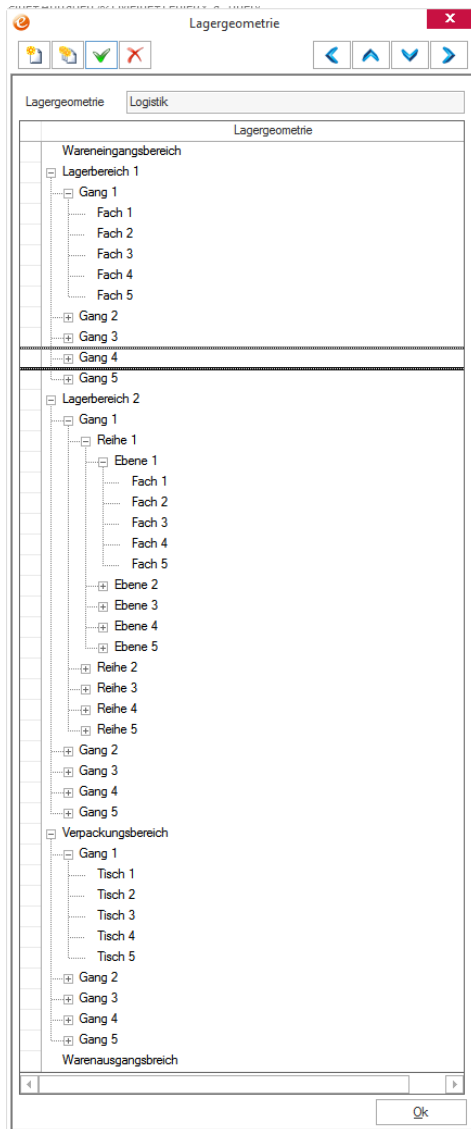 Lagergeometrie
Lagergeometrie Logistik
Lagergeometrie
Wareneingangsbereich
Lagerbereich 1
Gang 1
Fach 1
Fach 2
Fach 3
Fach 4
Fach 5
Gang 2
Gang 3
Gang 4
Gang 5
Lagerbereich 2
Gang 1
Reihe 1
Ebene 1
Fach 1
Fach 2
Fach 3
Fach 4
Fach 5
Ebene 2
Ebene 3
Ebene 4
Ebene 5
Reihe 2
Reihe 3
Reihe 4
Reihe 5
Gang 2
Gang 3
Gang 4
Gang 5
Verpackungsbereich
Gang 1
Tisch 1
Tisch 2
Tisch 3
Tisch 4
Tisch 5
Gang 2
Gang 3
Gang 4
Gang 5
Warenausgangsbreich
Ok